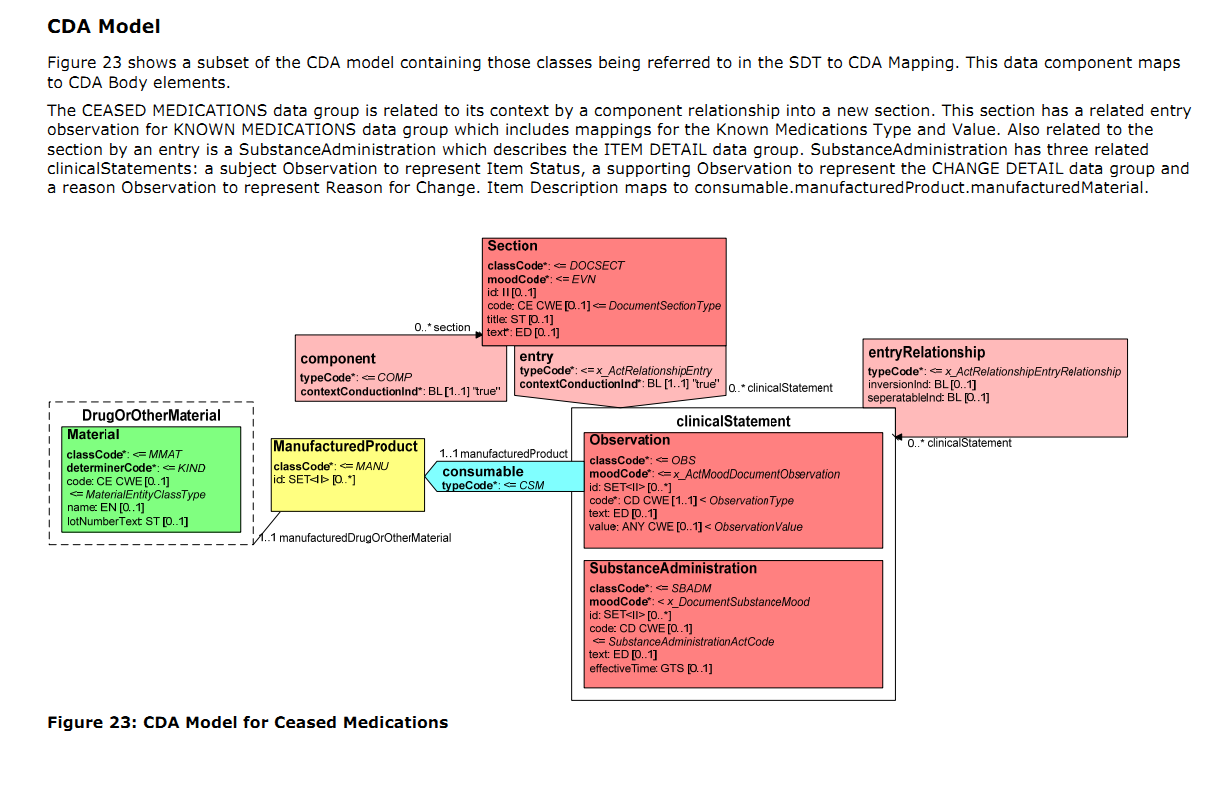 CDA Model
Figure 23 shows a subset of the CDA model containing those classes being referred to in the SDT to CDA Mapping. This data component maps
to CDA Body elements.
The CEASED MEDICATIONS data group is related to its context by a component relationship into a new section. This section has a related entry
observation for KNOWN MEDICATIONS data group which includes mappings for the Known Medications Type and Value. Also related to the
section by an entry is a SubstanceAdministration which describes the ITEM DETAIL data group. SubstanceAdministration has three related
clinicalStatements: a subject Observation to represent Item Status, a supporting Observation to represent the CHANGE DETAIL data group and
a reason Observation to represent Reason for Change. Item Description maps to consumable.manufacturedProduct.manufacturedMaterial.
Section
classCode*: <= DOCSECT
moodCode*: <= EVN
id: II [0..1]
code: CE CWE [0..1] <= DocumentSectionType
title: ST [0..1]
text*: ED [0..1]
0..* section
component
typeCode*: <= COMP
contextConductionInd*: BL [1..1] "true"
entry
typeCode*: <= x_ActRelationshipEntry
contextConductionInd*: BL [1..1] "true"
0..* clinicalStatement
entryRelationship
typeCode*: <= x_ActRelationshipEntryRelationship
inversionInd: BL [0..1]
seperatableInd: BL [0..1]
0..* clinicalStatement
DrugOrOtherMaterial
Material
classCode*: <= MMAT
determinerCode*: <= KIND
code: CE CWE [0..1]
<= MaterialEntityClassType
name: EN [0..1]
lotNumberText: ST [0..1]
1..1 manufacturedDrugOrOtherMaterial
ManufacturedProduct
classCode*: <= MANU
id: SET<II> [0..*]
1..1 manufacturedProduct
consumable
typeCode*: <= CSM
clinicalStatement
Observation
classCode*: <= OBS
moodCode*: <= x_ActMoodDocumentObservation
id: SET<II> [0..*]
code*: CD CWE [1..1] < ObservationType
text: ED [0..1]
value: ANY CWE [0..1] < ObservationValue
SubstanceAdministration
classCode*: <= SBADM
moodCode*: < x_DocumentSubstanceMood
id: SET<II> [0..*]
code: CD CWE [0..1]
<= SubstanceAdministrationActCode
text: ED [0..1]
effectiveTime: GTS [0..1]
Figure 23: CDA Model for Ceased Medications